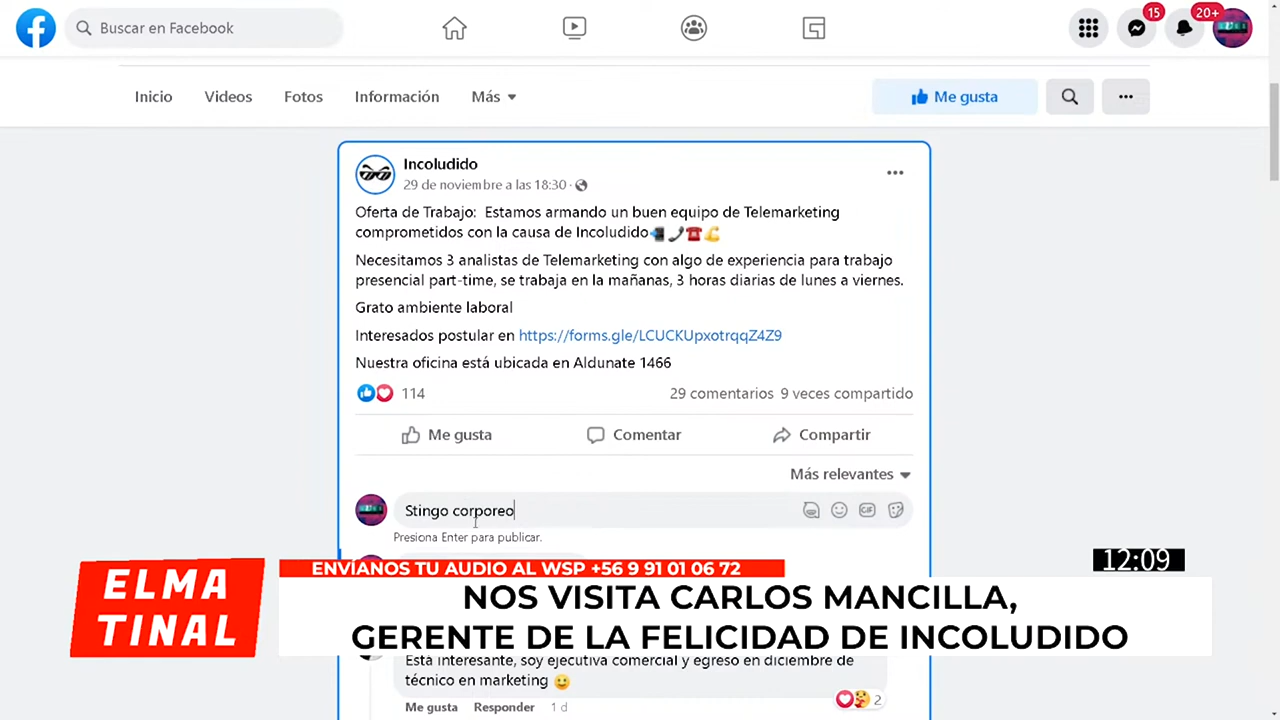 Buscar en Facebook
15
20+
Inicio
Videos
Fotos
Información
Más
Me gusta
Incoludido
29 de noviembre a las 18:30 ·
Oferta de Trabajo: Estamos armando un buen equipo de Telemarketing
comprometidos con la causa de Incoludido
Necesitamos 3 analistas de Telemarketing con algo de experiencia para trabajo
presencial part-time, se trabaja en la mañanas, 3 horas diarias de lunes a viernes.
Grato ambiente laboral
Interesados postular en https://forms.gle/LCUCKUpxotrqqZ4Z9
Nuestra oficina está ubicada en Aldunate 1466
114
29 comentarios 9 veces compartido
Me gusta
Comentar
Compartir
Más relevantes
Stingo corporeo
GIF
Presiona Enter para publicar.
ENVÍANOS TU AUDIO AL WSP +56 9 91 01 06 72
12:09
ELMA
TINAL
NOS VISITA CARLOS MANCILLA,
GERENTE DE LA FELICIDAD DE INCOLUDIDO
Está interesante, soy ejecutiva comercial y egreso en diciembre de
técnico en marketing
2
Me gusta Responder 1 d